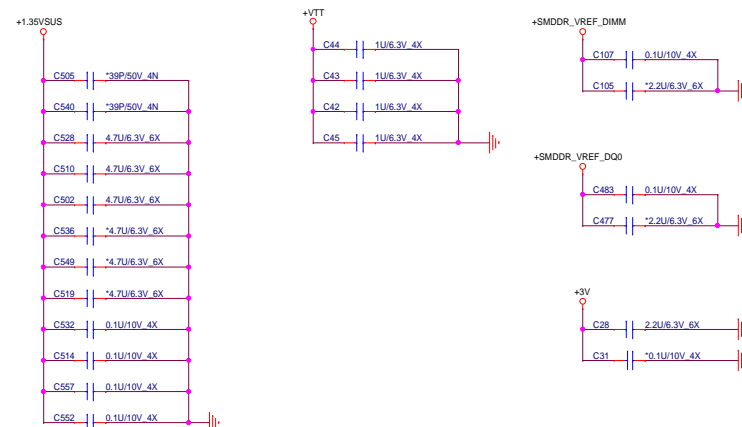 +1.35VSUS
C505 *39P/50V_4N
C540 *39P/50V_4N
C528 4.7U/6.3V_6X
C510 4.7U/6.3V_6X
C502 4.7U/6.3V_6X
C536 *4.7U/6.3V_6X
C549 *4.7U/6.3V_6X
C519 *4.7U/6.3V_6X
C532 0.1U/10V_4X
C514 0.1U/10V_4X
C557 0.1U/10V_4X
C552 0.1U/10V_4X
+VTT
C44 1U/6.3V_4X
C43 1U/6.3V_4X
C42 1U/6.3V_4X
C45 1U/6.3V_4X
+SMDDR_VREF_DIMM
C107 0.1U/10V_4X
C105 *2.2U/6.3V_6X
+SMDDR_VREF_DQ0
C483 0.1U/10V_4X
C477 *2.2U/6.3V_6X
+3V
C28 2.2U/6.3V_6X
C31 *0.1U/10V_4X